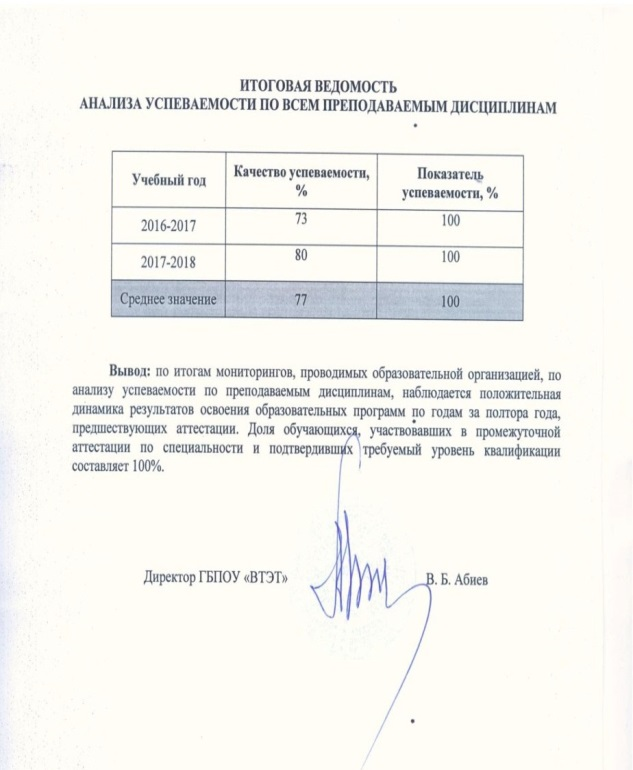 ИТОГОВАЯ ВЕДОМОСТЬ
АНАЛИЗА УСПЕВАЕМОСТИ ПО ВСЕМ ПРЕПОДАВАЕМЫМ ДИСЦИПЛИНАМ
Учебный год
Качество успеваемости,
%
Показатель
успеваемости, %
2016-2017
73
100
2017-2018
80
100
Среднее значение
77
100
Вывод: по итогам мониторингов, проводимых образовательной организацией, по
анализу успеваемости по преподаваемым дисциплинам, наблюдается положительная
динамика результатов освоения образовательных программ по годам за полтора года,
предшествующих аттестации. Доля обучающихся, участвовавших в промежуточной
аттестации по специальности и подтвердивших требуемый уровень квалификации
составляет 100%.
Директор ГБПОУ «ВТЭТ»
В. Б. Абиев